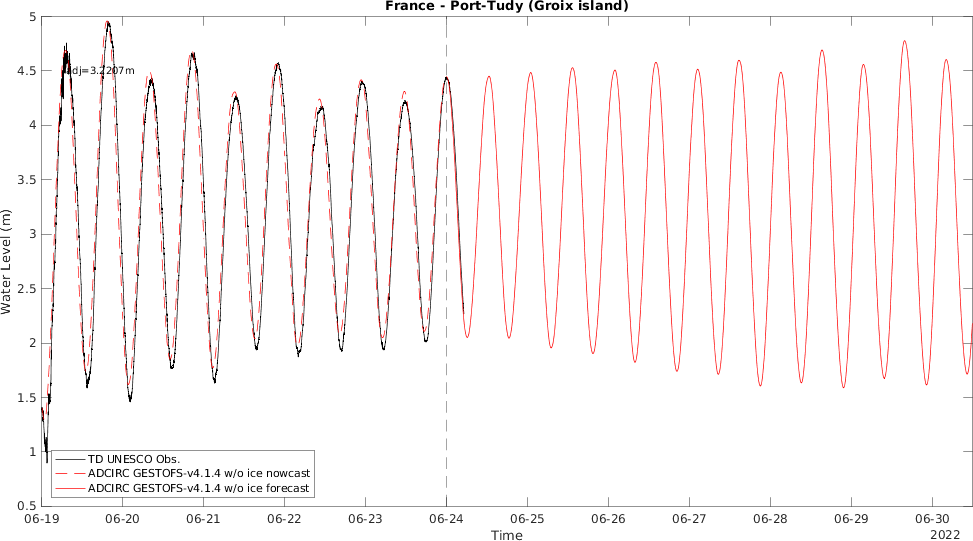 France - Port-Tudy (Groix island)
5
4.5
4
3.5
3
2.5
2
1.5
1
0.5
Water Level (m)
dj=3.2207m
TD UNESCO Obs.
ADCIRC GESTOFS-v4.1.4 w/o ice nowcast
ADCIRC GESTOFS-v4.1.4 w/o ice forecast
06-19 06-20 06-21 06-22 06-23 06-24 06-25 06-26 06-27 06-28 06-29 06-30
Time
2022